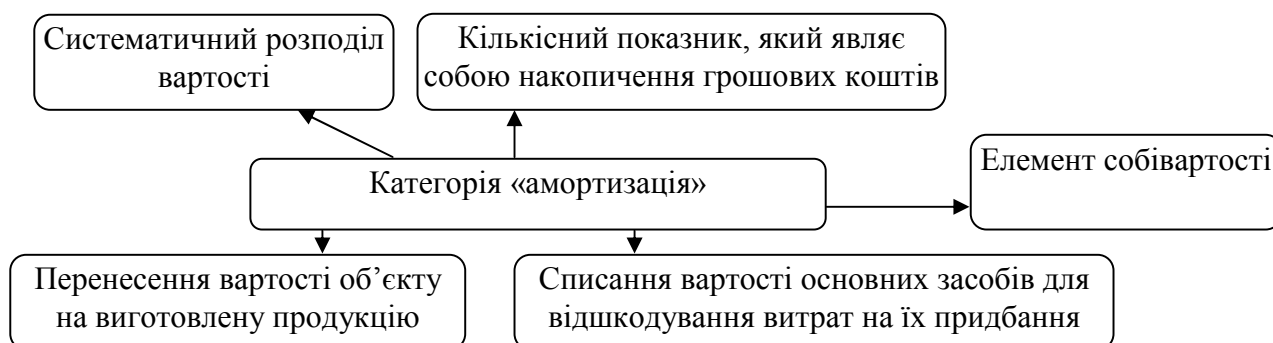 Систематичний розподіл
вартості
Кількісний показник, який являє
собою накопичення грошових коштів
Категорія «амортизація»
Елемент собівартості
Перенесення вартості об’єкту
на виготовлену продукцію
Списання вартості основних засобів для
відшкодування витрат на їх придбання